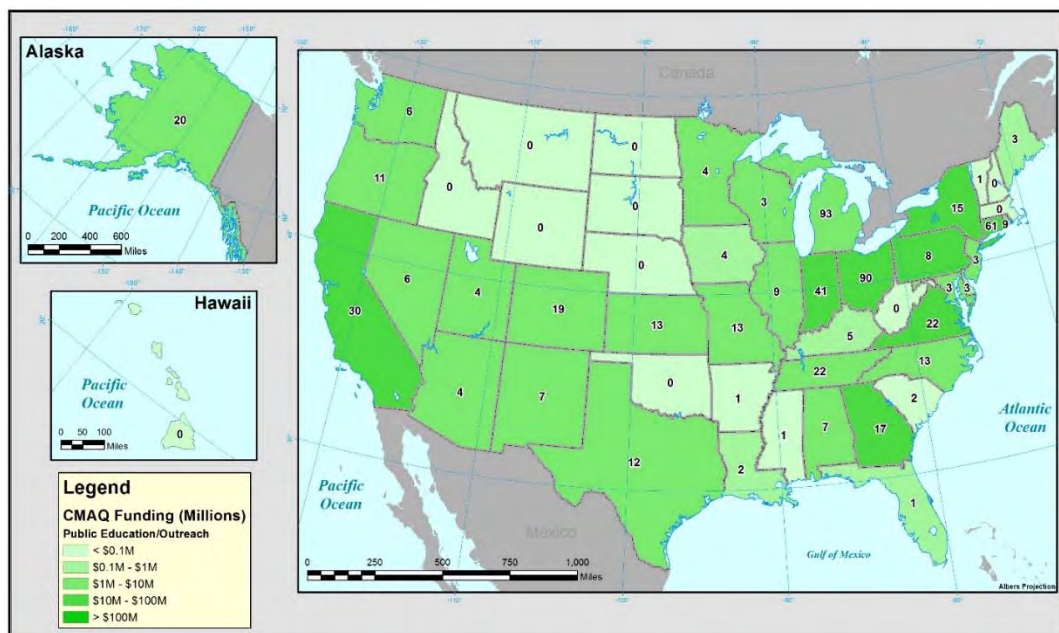 Alaska
20
Pacific Ocean
0 200 400 600
Miles
Hawaii
Pacific
Ocean
0
0 50 100
Miles
Legend
CMAQ Funding (Millions)
Public Education/Outreach
< $0.1M
$0.1M - $1M
$1M - $10M
$10M - $100M
> $100M
Canada
6
0
0
4
3
1
0
11
0
0
3
93
15
0
0
61
9
0
4
8
3
30
6
4
19
13
13
9
41
90
0
3
3
5
22
4
7
0
1
22
13
2
12
2
1
7
17
1
Pacific
Ocean
Mexico
Atlantic
Ocean
Gulf of Mexico
0 250 500 750 1,000
Miles
Albers Projection